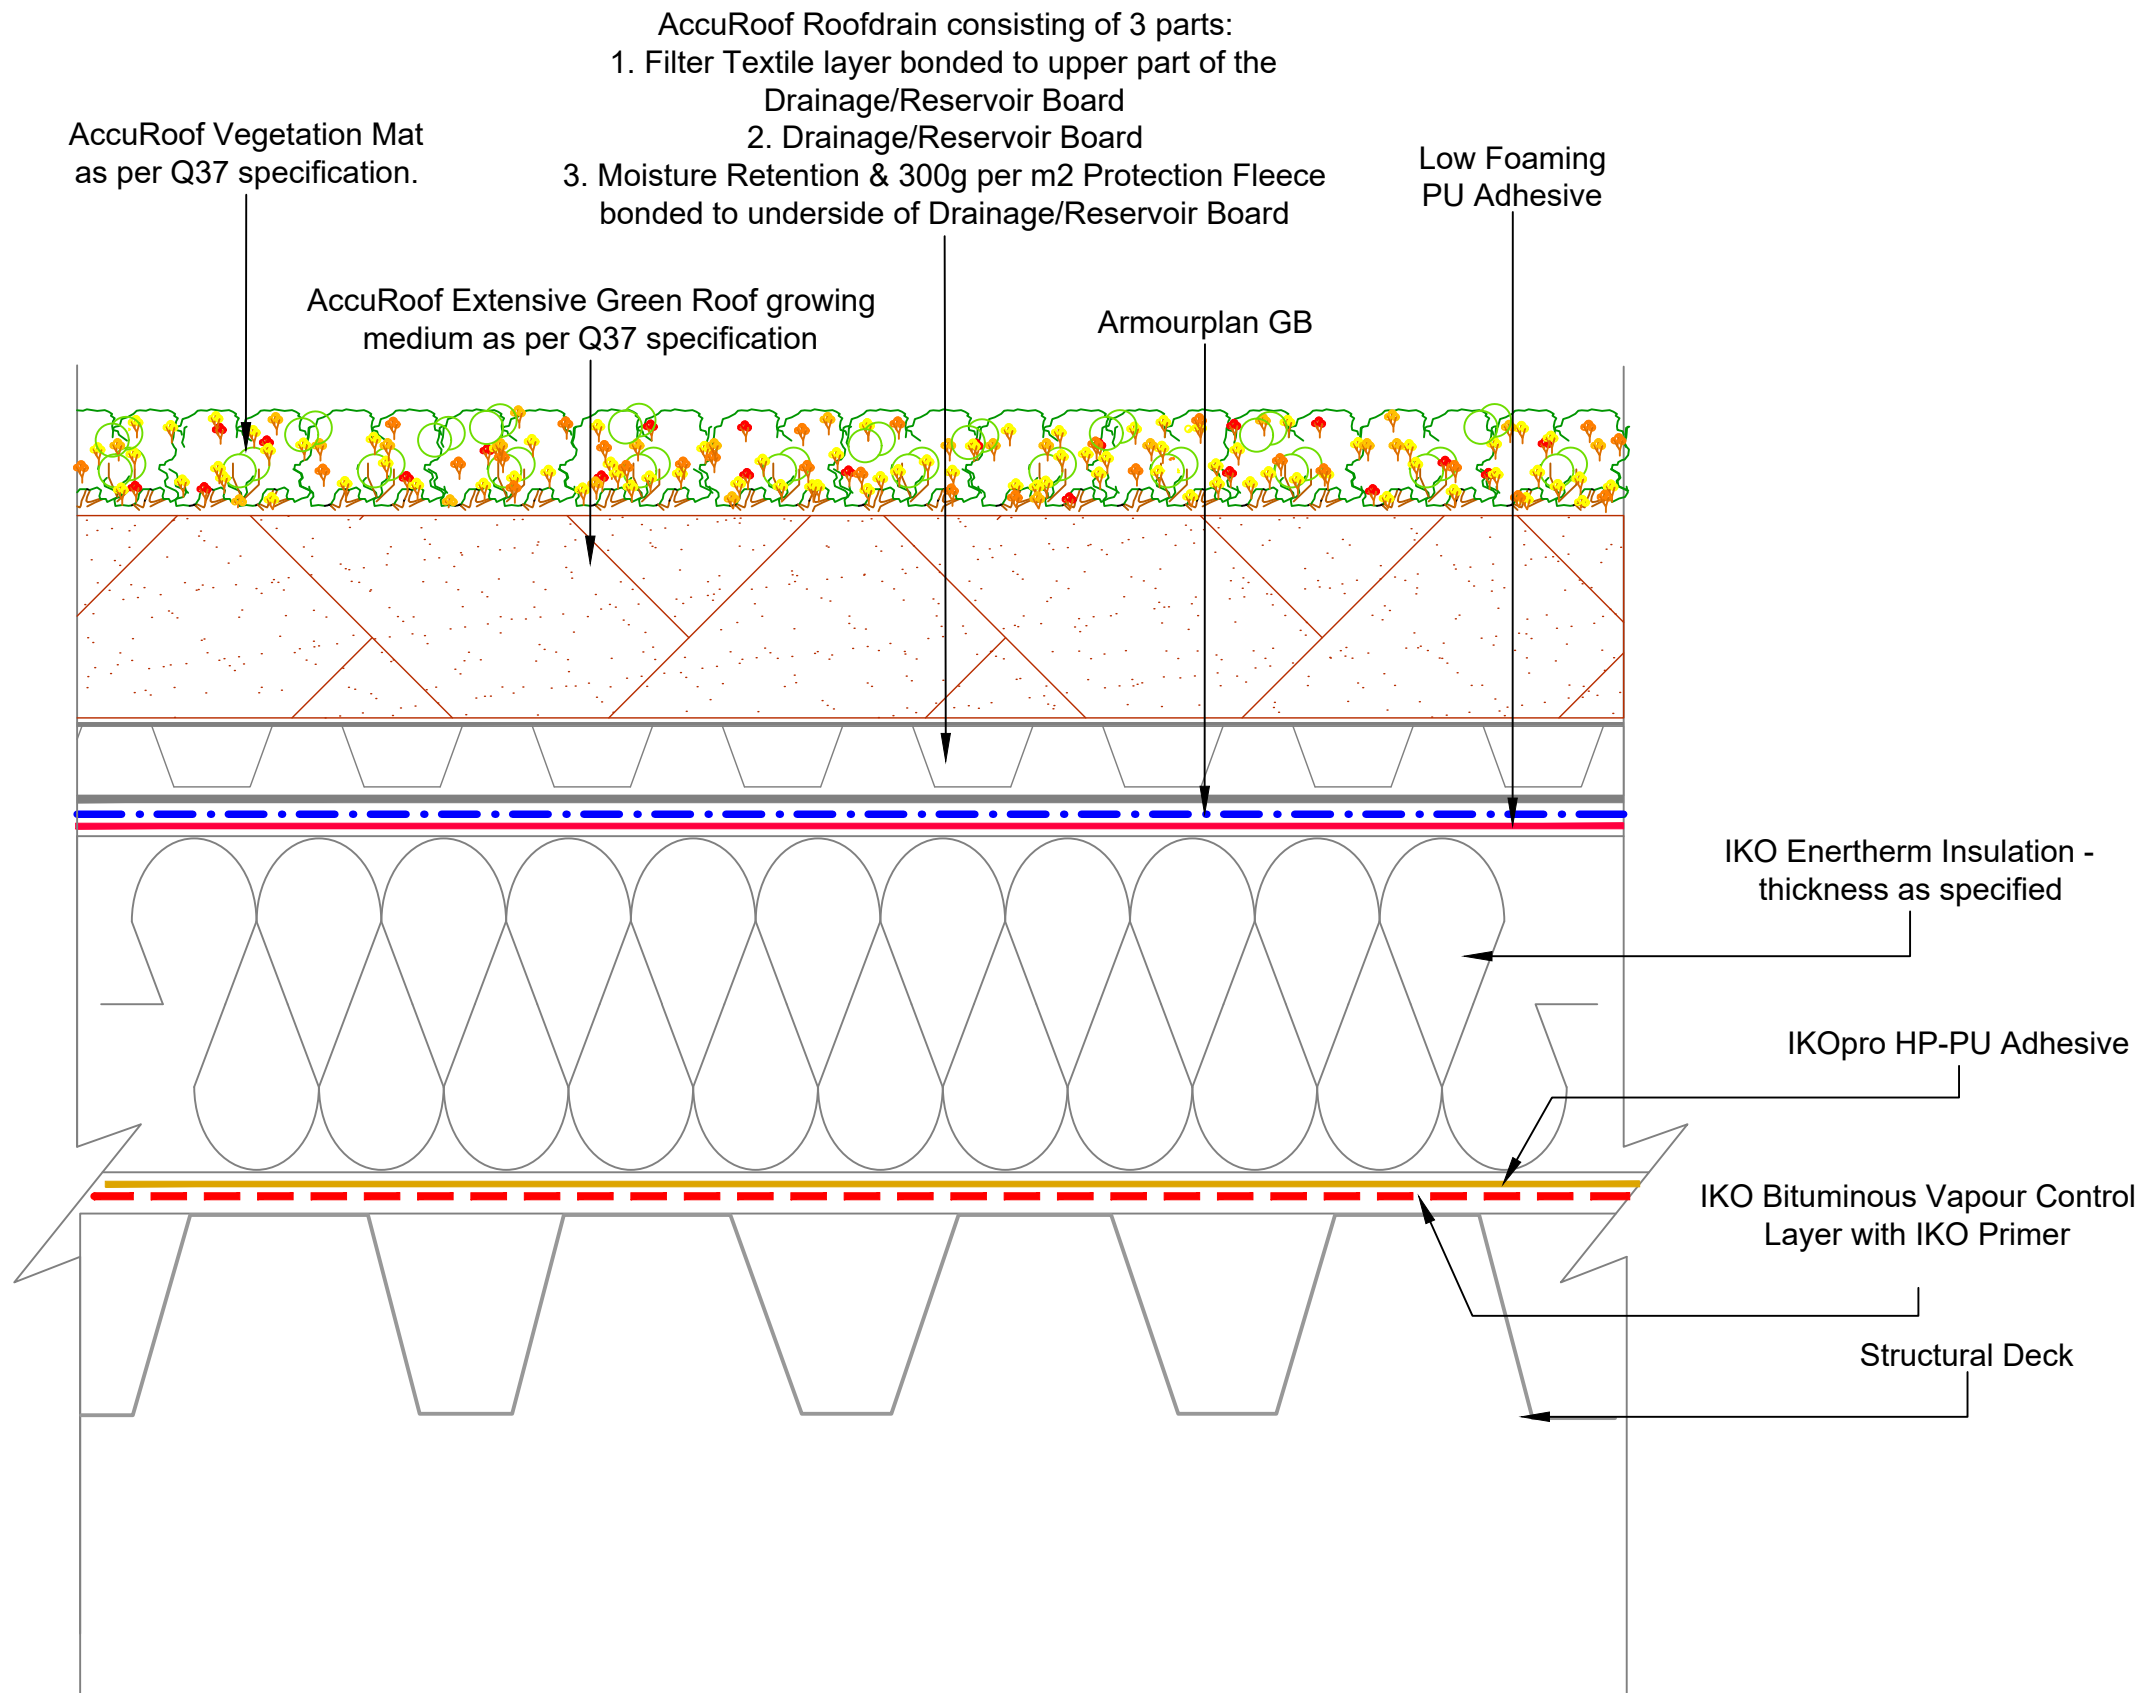 AccuRoof Roofdrain consisting of 3 parts:
1. Filter Textile layer bonded to upper part of the
Drainage/Reservoir Board
2. Drainage/Reservoir Board
3. Moisture Retention & 300g per m2 Protection Fleece
bonded to underside of Drainage/Reservoir Board
AccuRoof Vegetation Mat
as per Q37 specification.
Low Foaming
PU Adhesive
AccuRoof Extensive Green Roof growing
medium as per Q37 specification
Armourplan GB
IKO Enertherm Insulation -
thickness as specified
IKOpro HP-PU Adhesive
IKO Bituminous Vapour Control
Layer with IKO Primer
Structural Deck